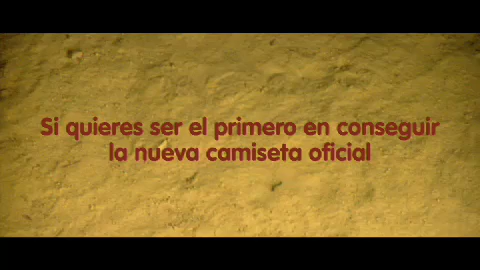 Si quieres ser el primero en conseguir
la nueva camiseta oficial